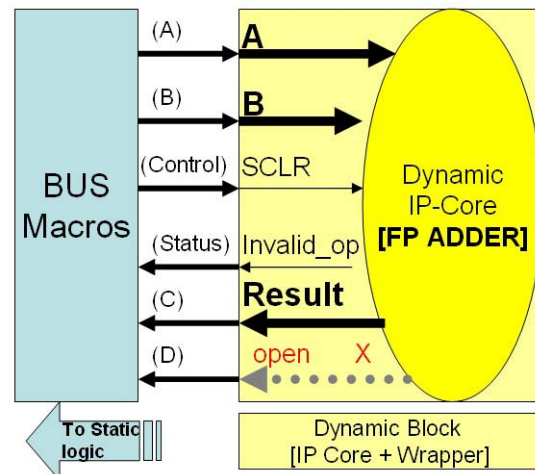 (A)
A
(B)
B
(Control)
SCLR
BUS
Macros
Dynamic
IP-Core
[FP ADDER]
(Status)
Invalid_op
(C)
Result
(D)
open X
To Static
logic
Dynamic Block
[IP Core + Wrapper]